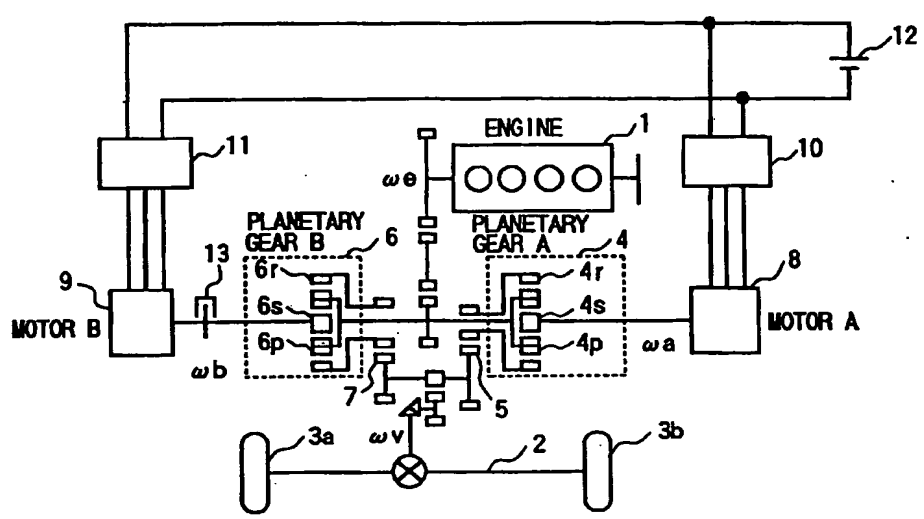 12
ENGINE
1
11
10
ωe
PLANETARY
GEAR B
6
PLANETARY
GEAR A
4
13
6r
4r
8
9
6s
4s
MOTOR B
MOTOR A
6p
4p
ωb
ωa
7
5
ωv
3a
2
3b